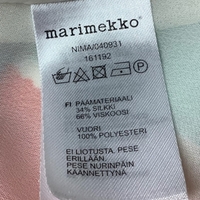 marimekko
NIMA/040931
161192
FI PÄÄMATERIAALI
34% SILKKI
66% VISKOOSI
VUORI
100% POLYESTERI
EI LIOTUSTA. PESE
ERILLÄÄN.
PESE NURINPÄIN
KÄÄNNETTYNÄ